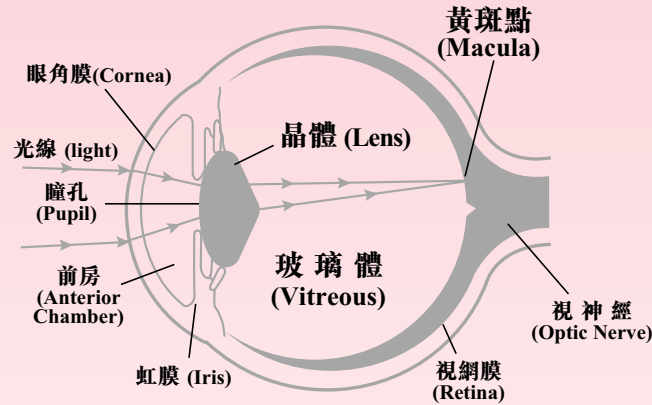 黃斑點
(Macula)
眼角膜(Cornea)
晶體 (Lens)
光線 (light)
瞳孔
(Pupil)
玻璃體
(Vitreous)
前房
(Anterior
Chamber)
視神經
(Optic Nerve)
虹膜 (Iris)
視網膜
(Retina)